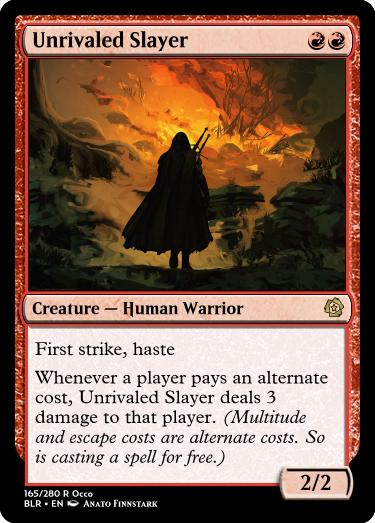 Unrivaled Slayer
Creature — Human Warrior
First strike, haste
Whenever a player pays an alternate
cost, Unrivaled Slayer deals 3
damage to that player. (Multitude
and escape costs are alternate costs. So
is casting a spell for free.)
2/2
165/280 R Occo
BLR • EN Anato Finnstark